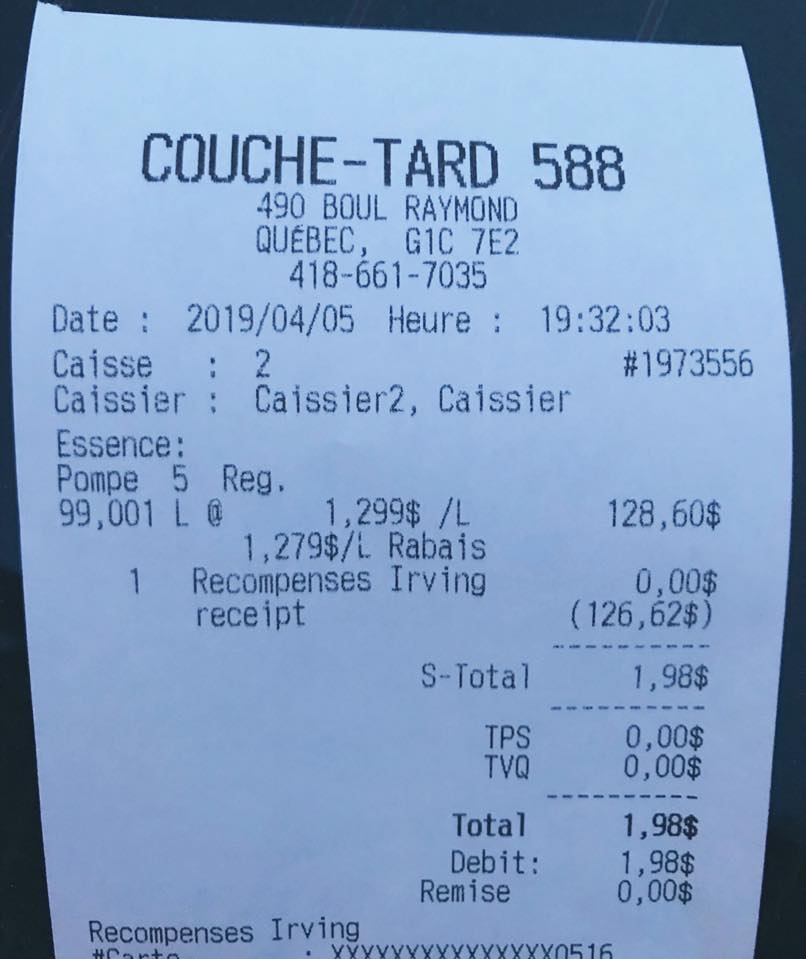 COUCHE-TARD 588
490 BOUL RAYMOND
QUÉBEC, G1C 7E2
418-661-7035
Date : 2019/04/05 Heure : 19:32:03
Caisse : 2 #1973556
Caissier : Caissier2, Caissier
Essence:
Pompe 5 Reg.
99,001 L @ 1,299$ /L 128,60$
1,279$/L Rabais
1 Recompenses Irving 0,00$
receipt (126,62$)
----------
S-Total 1,98$
----------
TPS 0,00$
TVQ 0,00$
----------
Total 1,98$
Debit: 1,98$
Remise 0,00$
Recompenses Irving
#Carte : XXXXXXXXXXXXXXX0516